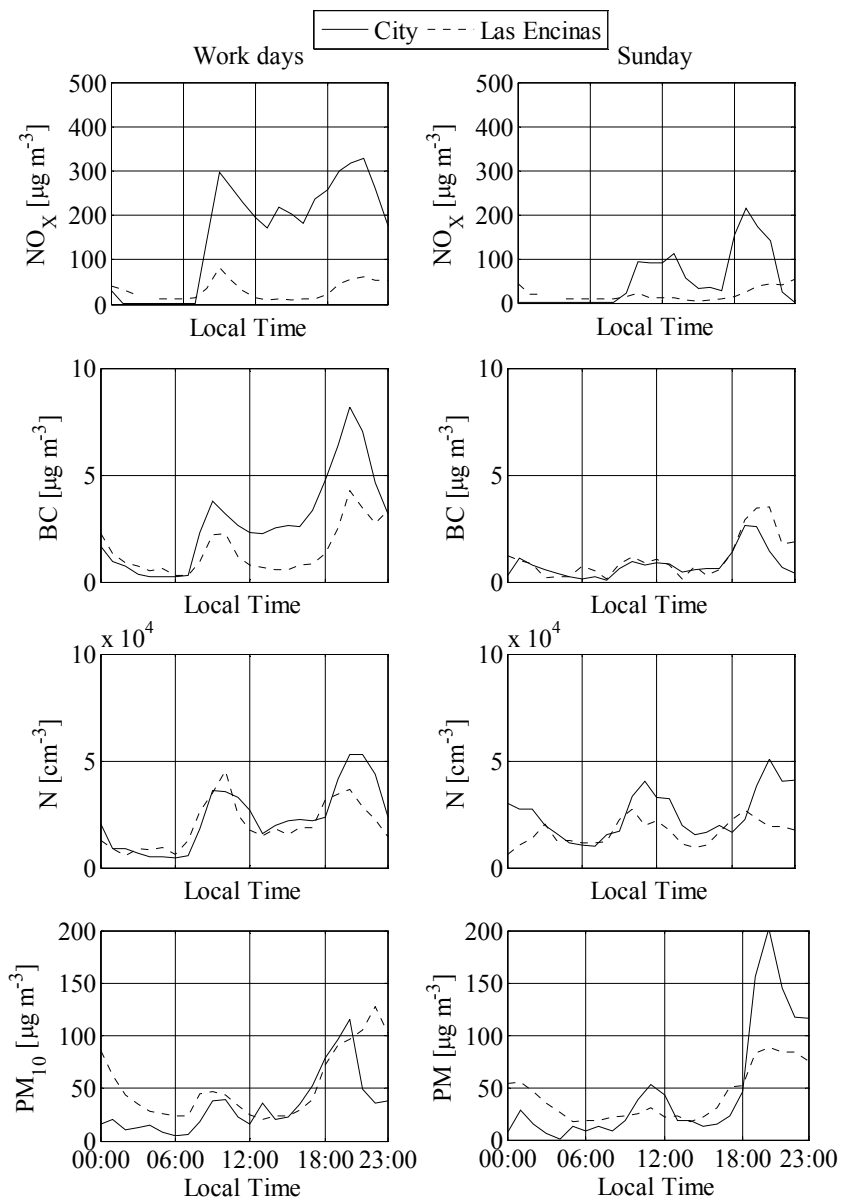 City Las Encinas
Work days Sunday
500 500
400 400
300 300
200 200
100 100
0 0
NOX [µg m-3] NOX [µg m-3]
Local Time Local Time
10 10
5 5
0 0
BC [µg m-3] BC [µg m-3]
Local Time Local Time
x 10^4 x 10^4
10 10
5 5
0 0
N [cm-3] N [cm-3]
Local Time Local Time
200 200
150 150
100 100
50 50
0 0
PM10 [µg m-3] PM [µg m-3]
00:00 06:00 12:00 18:00 23:00 00:00 06:00 12:00 18:00 23:00
Local Time Local Time